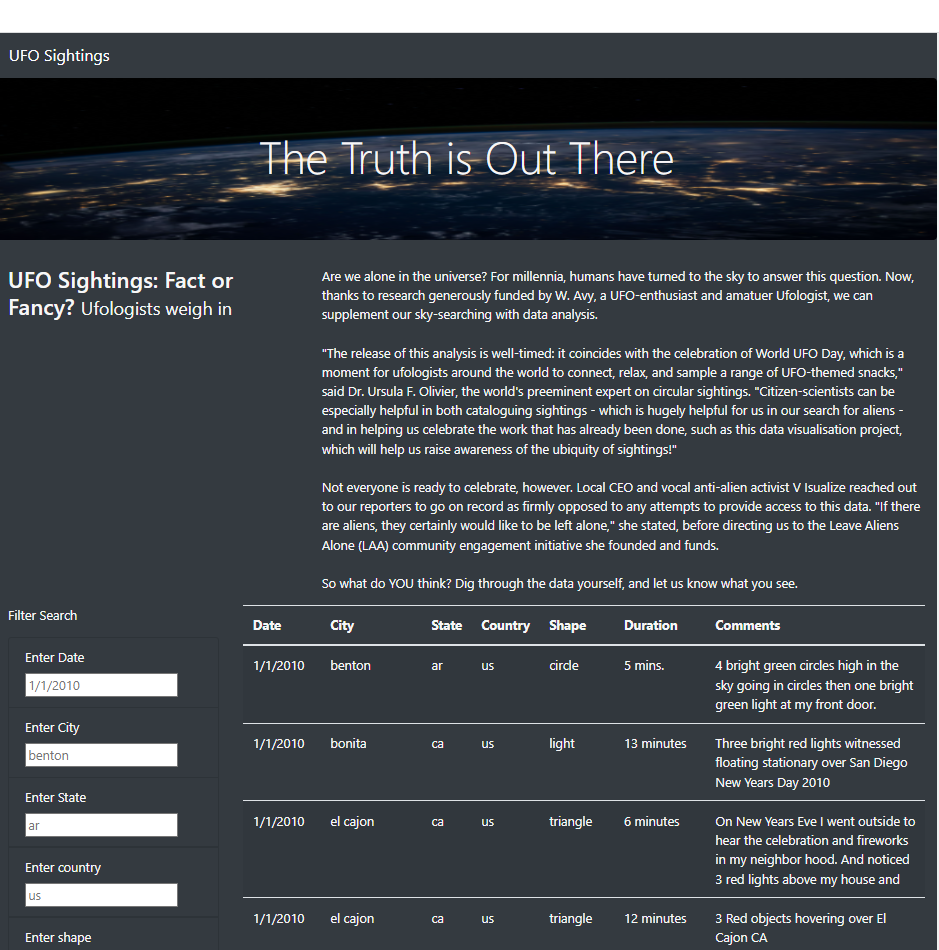 UFO Sightings
The Truth is Out There
UFO Sightings: Fact or
Fancy? Ufologists weigh in
Are we alone in the universe? For millennia, humans have turned to the sky to answer this question. Now,
thanks to research generously funded by W. Avy, a UFO-enthusiast and amatuer Ufologist, we can
supplement our sky-searching with data analysis.
"The release of this analysis is well-timed: it coincides with the celebration of World UFO Day, which is a
moment for ufologists around the world to connect, relax, and sample a range of UFO-themed snacks,"
said Dr. Ursula F. Olivier, the world's preeminent expert on circular sightings. "Citizen-scientists can be
especially helpful in both cataloguing sightings - which is hugely helpful for us in our search for aliens -
and in helping us celebrate the work that has already been done, such as this data visualisation project,
which will help us raise awareness of the ubiquity of sightings!"
Not everyone is ready to celebrate, however. Local CEO and vocal anti-alien activist V Isualize reached out
to our reporters to go on record as firmly opposed to any attempts to provide access to this data. "If there
are aliens, they certainly would like to be left alone," she stated, before directing us to the Leave Aliens
Alone (LAA) community engagement initiative she founded and funds.
So what do YOU think? Dig through the data yourself, and let us know what you see.
Filter Search
Enter Date
1/1/2010
Enter City
benton
Enter State
ar
Enter country
us
Enter shape
Date City State Country Shape Duration Comments
1/1/2010 benton ar us circle 5 mins. 4 bright green circles high in the
sky going in circles then one bright
green light at my front door.
1/1/2010 bonita ca us light 13 minutes Three bright red lights witnessed
floating stationary over San Diego
New Years Day 2010
1/1/2010 el cajon ca us triangle 6 minutes On New Years Eve I went outside to
hear the celebration and fireworks
in my neighbor hood. And noticed
3 red lights above my house and
1/1/2010 el cajon ca us triangle 12 minutes 3 Red objects hovering over El
Cajon CA